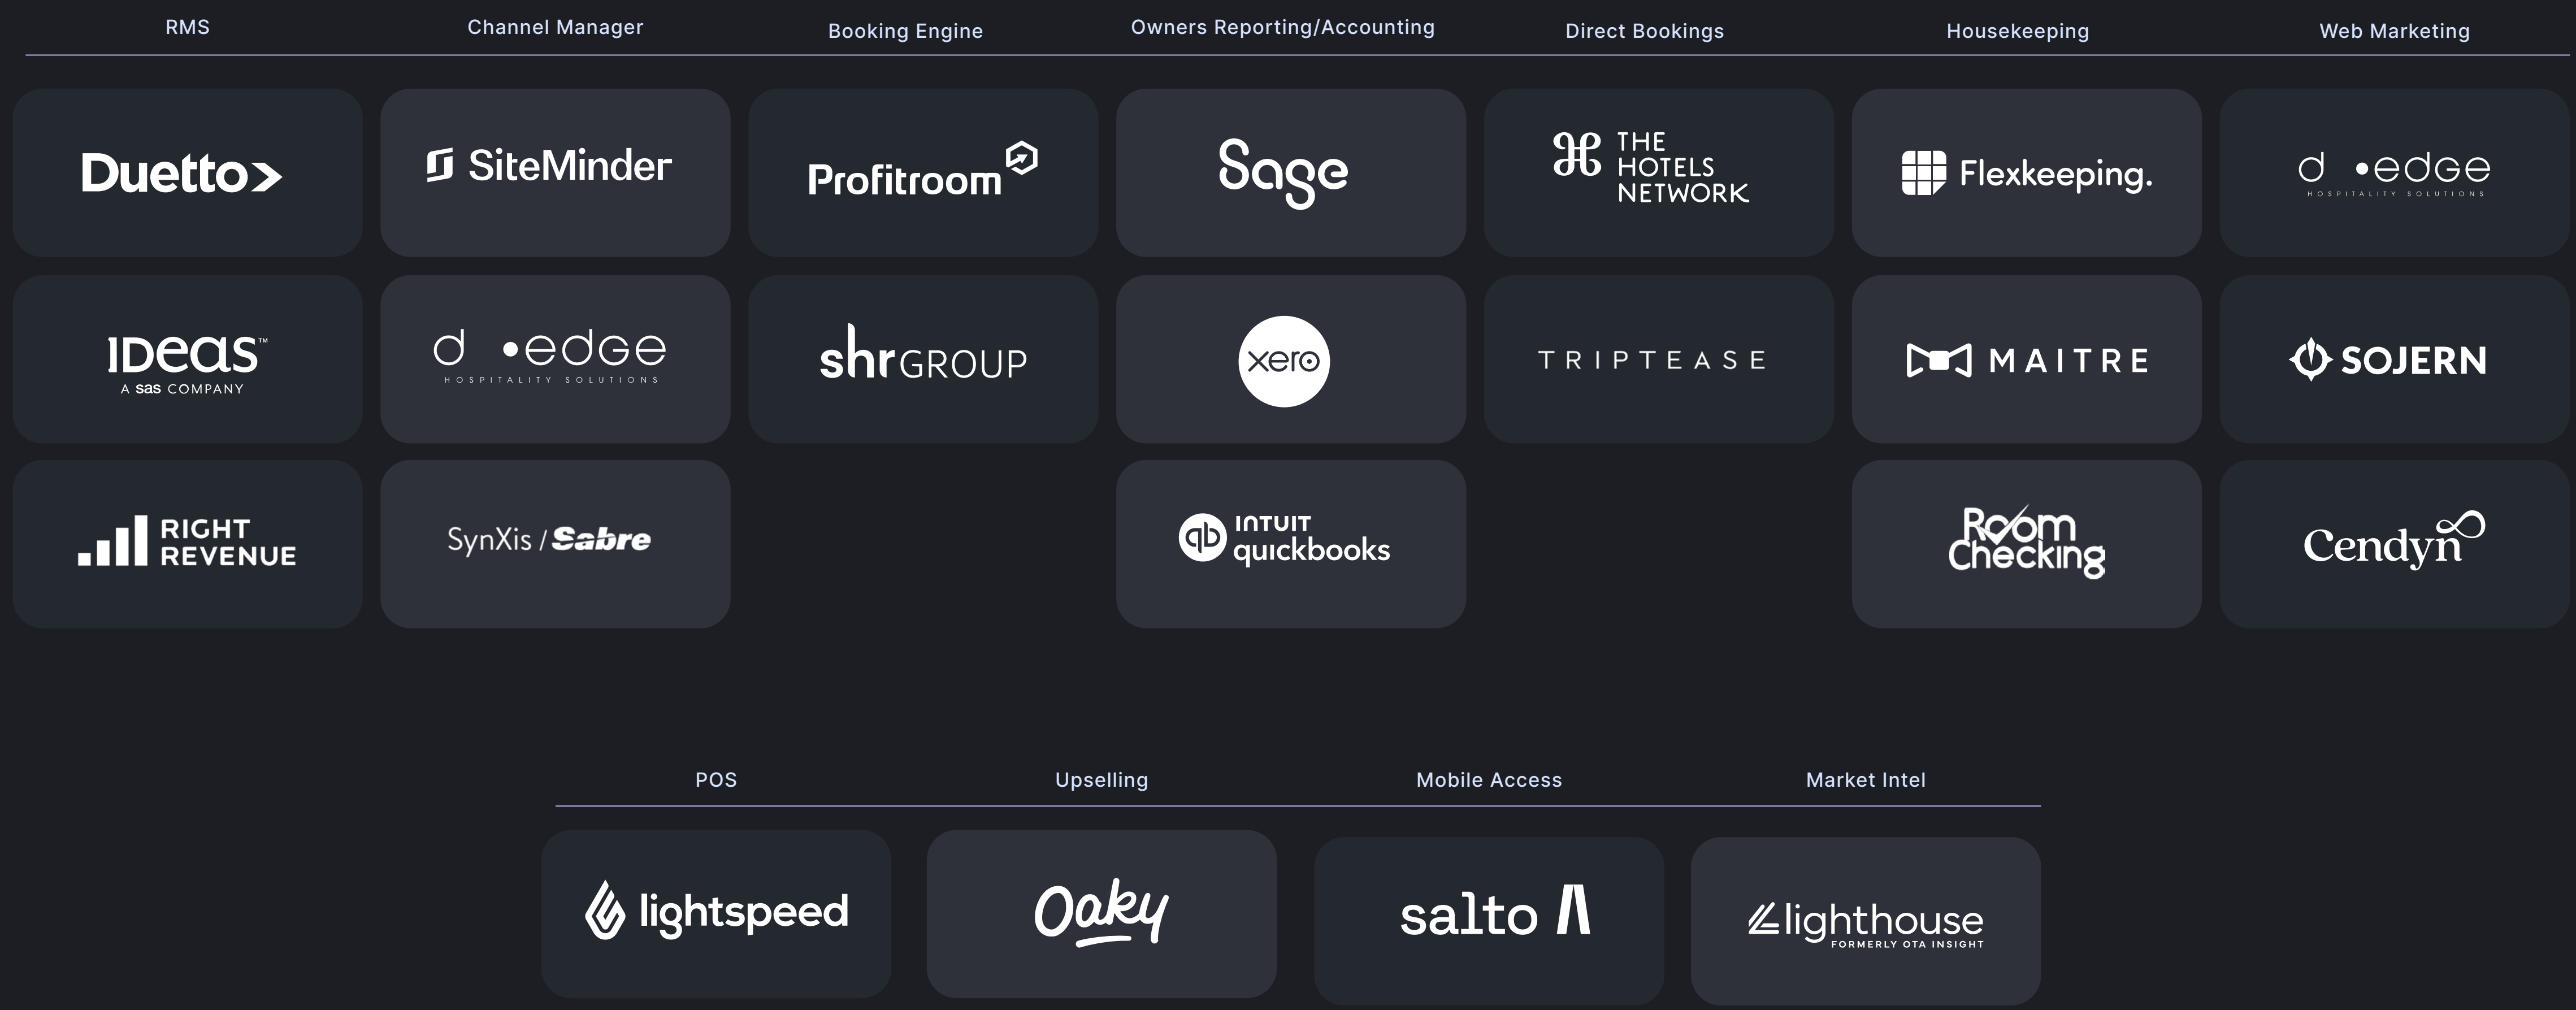 RMS
Channel Manager
Booking Engine
Owners Reporting/Accounting
Direct Bookings
Housekeeping
Web Marketing
Duetto
SiteMinder
Profitroom
Sage
THE
HOTELS
NETWORK
Flexkeeping.
d•edge
HOSPITALITY SOLUTIONS
IDeas™
A sas COMPANY
d•edge
HOSPITALITY SOLUTIONS
shrGROUP
xero
TRIPTEASE
MAITRE
SOJERN
RIGHT
REVENUE
SynXis / Sabre
qb INTUIT
quickbooks
Room
Checking
Cendyn
POS
Upselling
Mobile Access
Market Intel
lightspeed
Oaky
salto
lighthouse
FORMERLY OTA INSIGHT